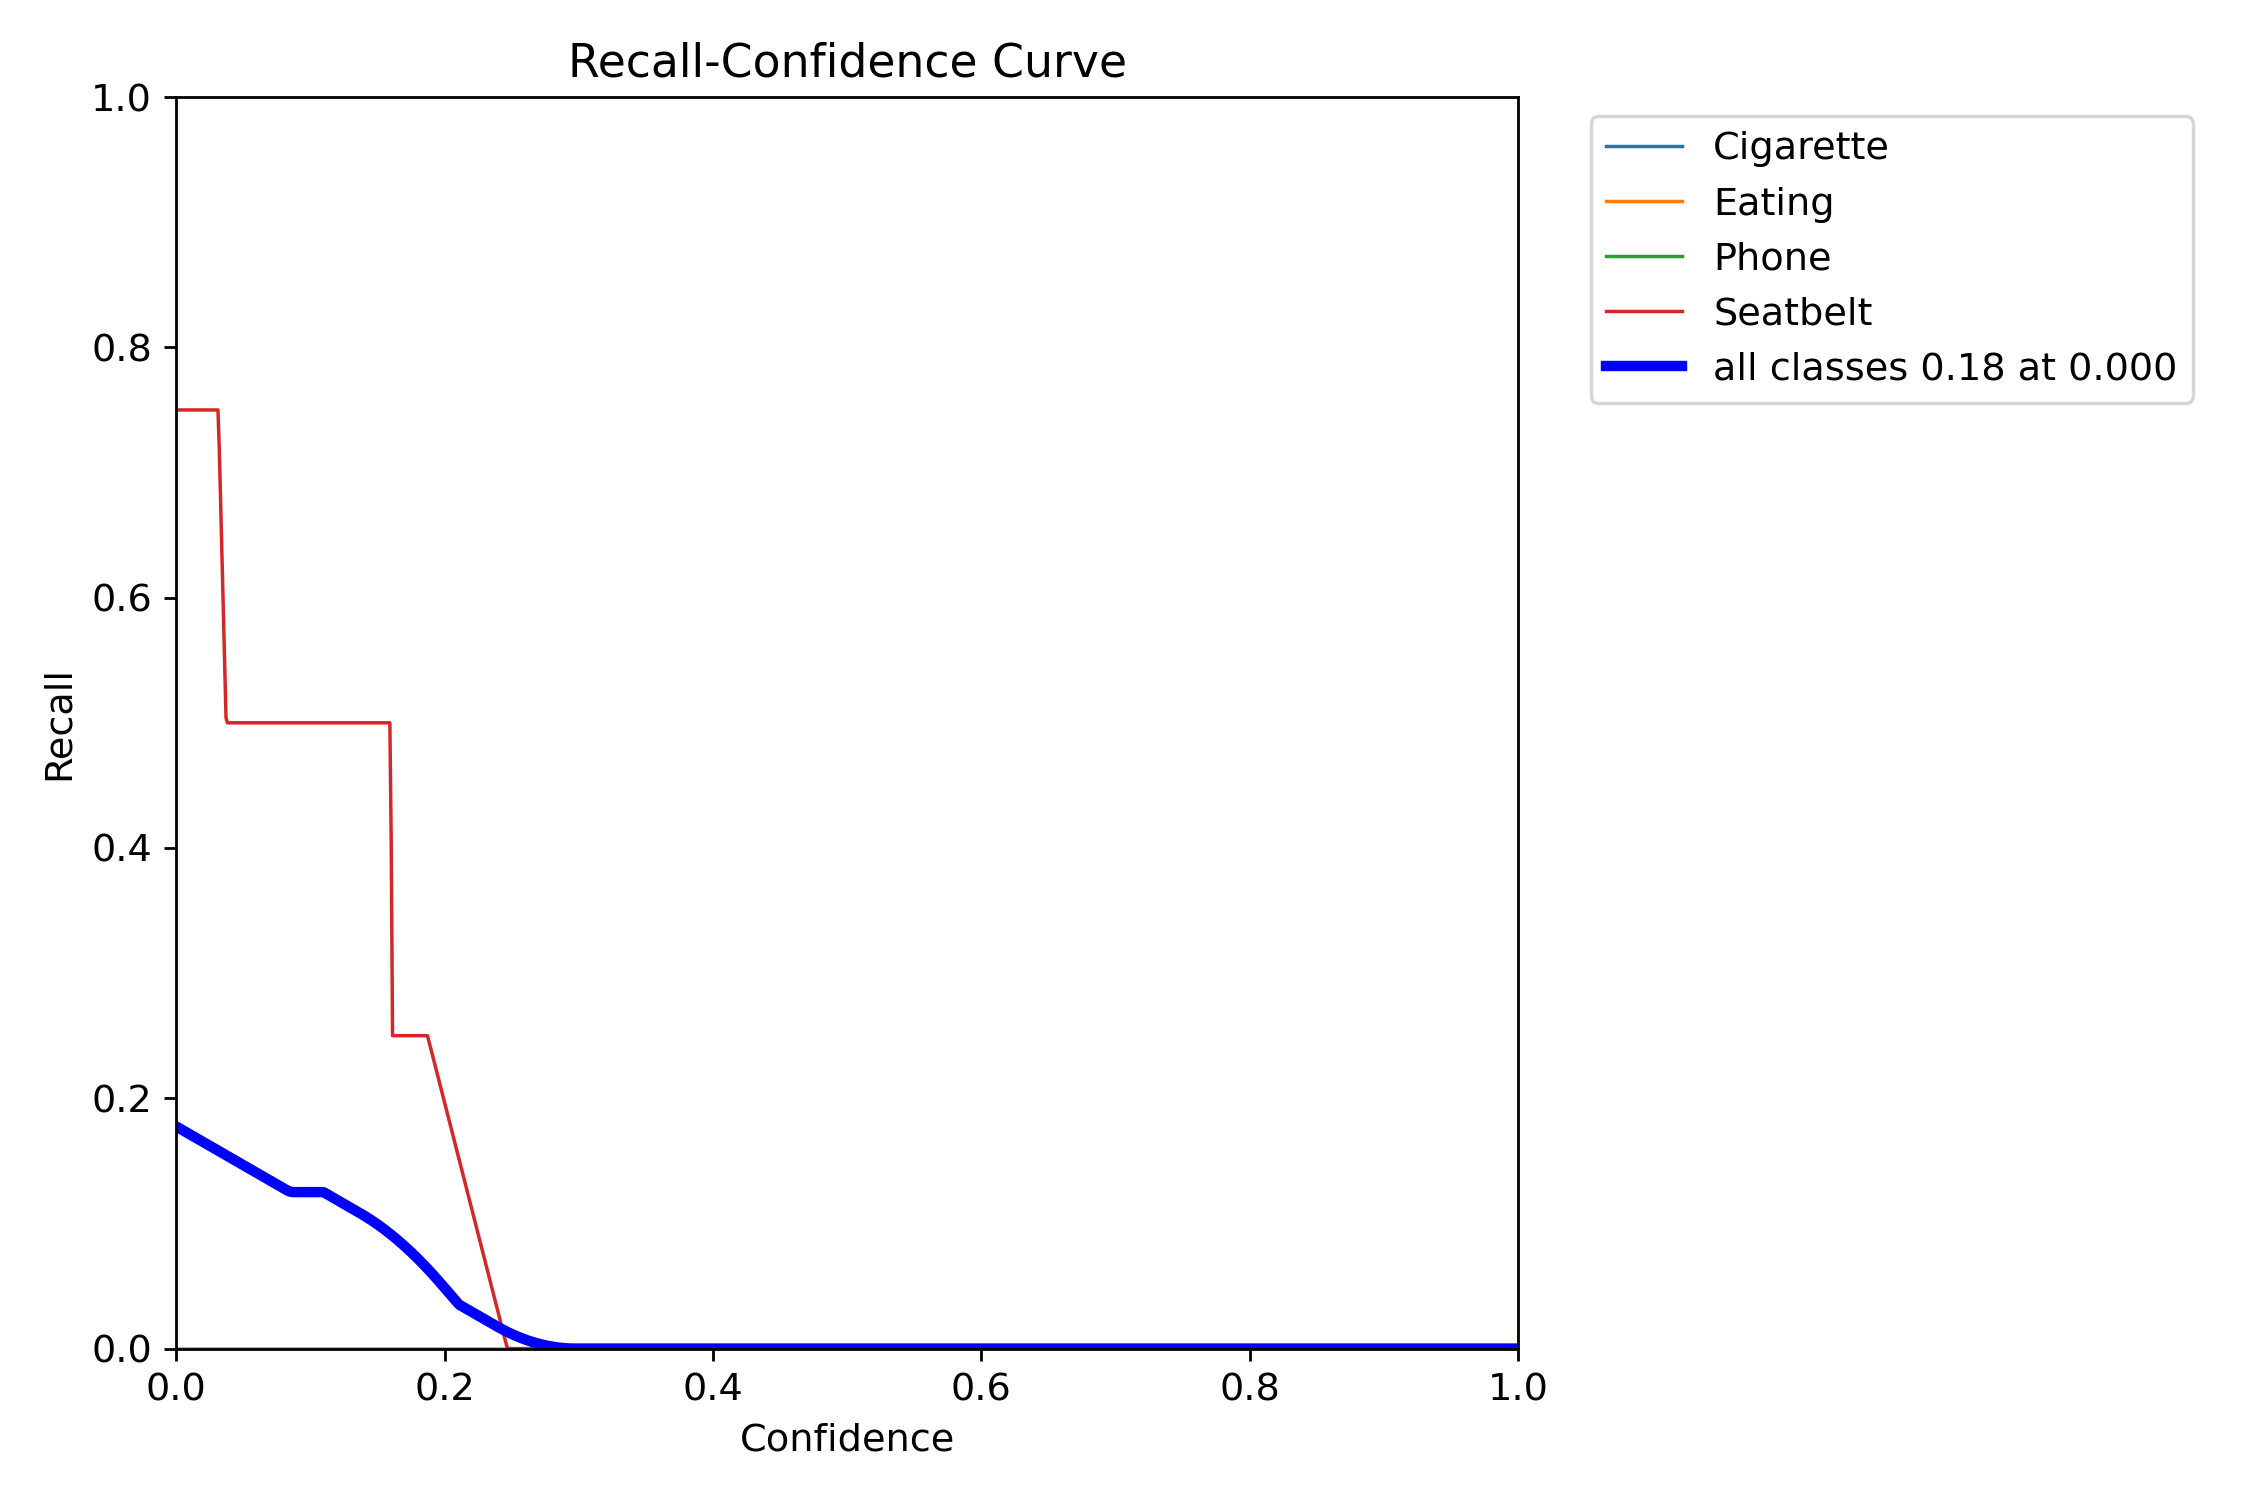 Recall-Confidence Curve
1.0
0.8
0.6
0.4
0.2
0.0
Recall
0.0 0.2 0.4 0.6 0.8 1.0
Confidence
Cigarette
Eating
Phone
Seatbelt
all classes 0.18 at 0.000